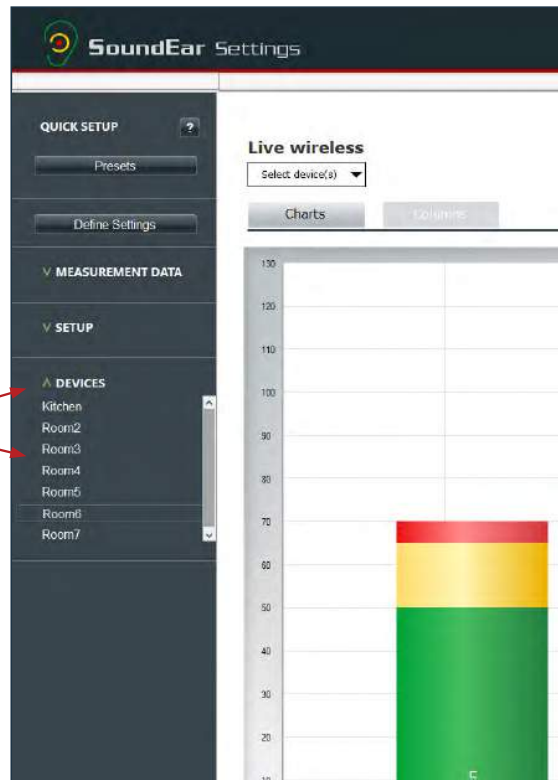 SoundEar Settings
QUICK SETUP ?
Presets
Define Settings
∨ MEASUREMENT DATA
∨ SETUP
∧ DEVICES
Kitchen
Room2
Room3
Room4
Room5
Room6
Room7
Live wireless
Select device(s)
Charts Columns
130
120
110
100
90
80
70
60
50
40
30
20
10